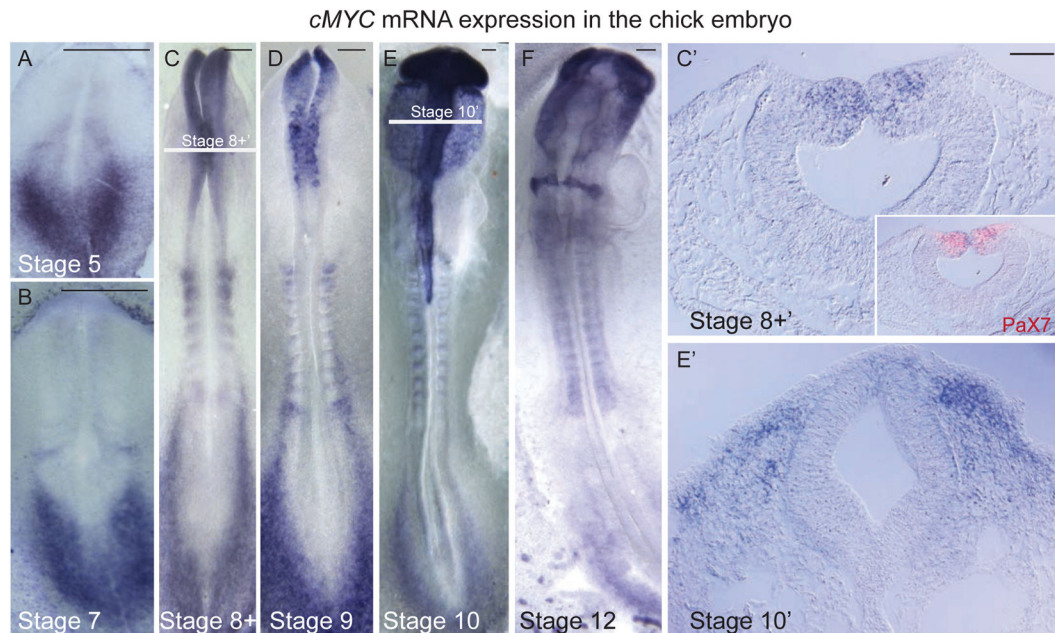 cMYC mRNA expression in the chick embryo
A
Stage 5
B
Stage 7
C
Stage 8+'
Stage 8+
D
Stage 9
E
Stage 10'
Stage 10
F
Stage 12
C'
Stage 8+'
PaX7
E'
Stage 10'